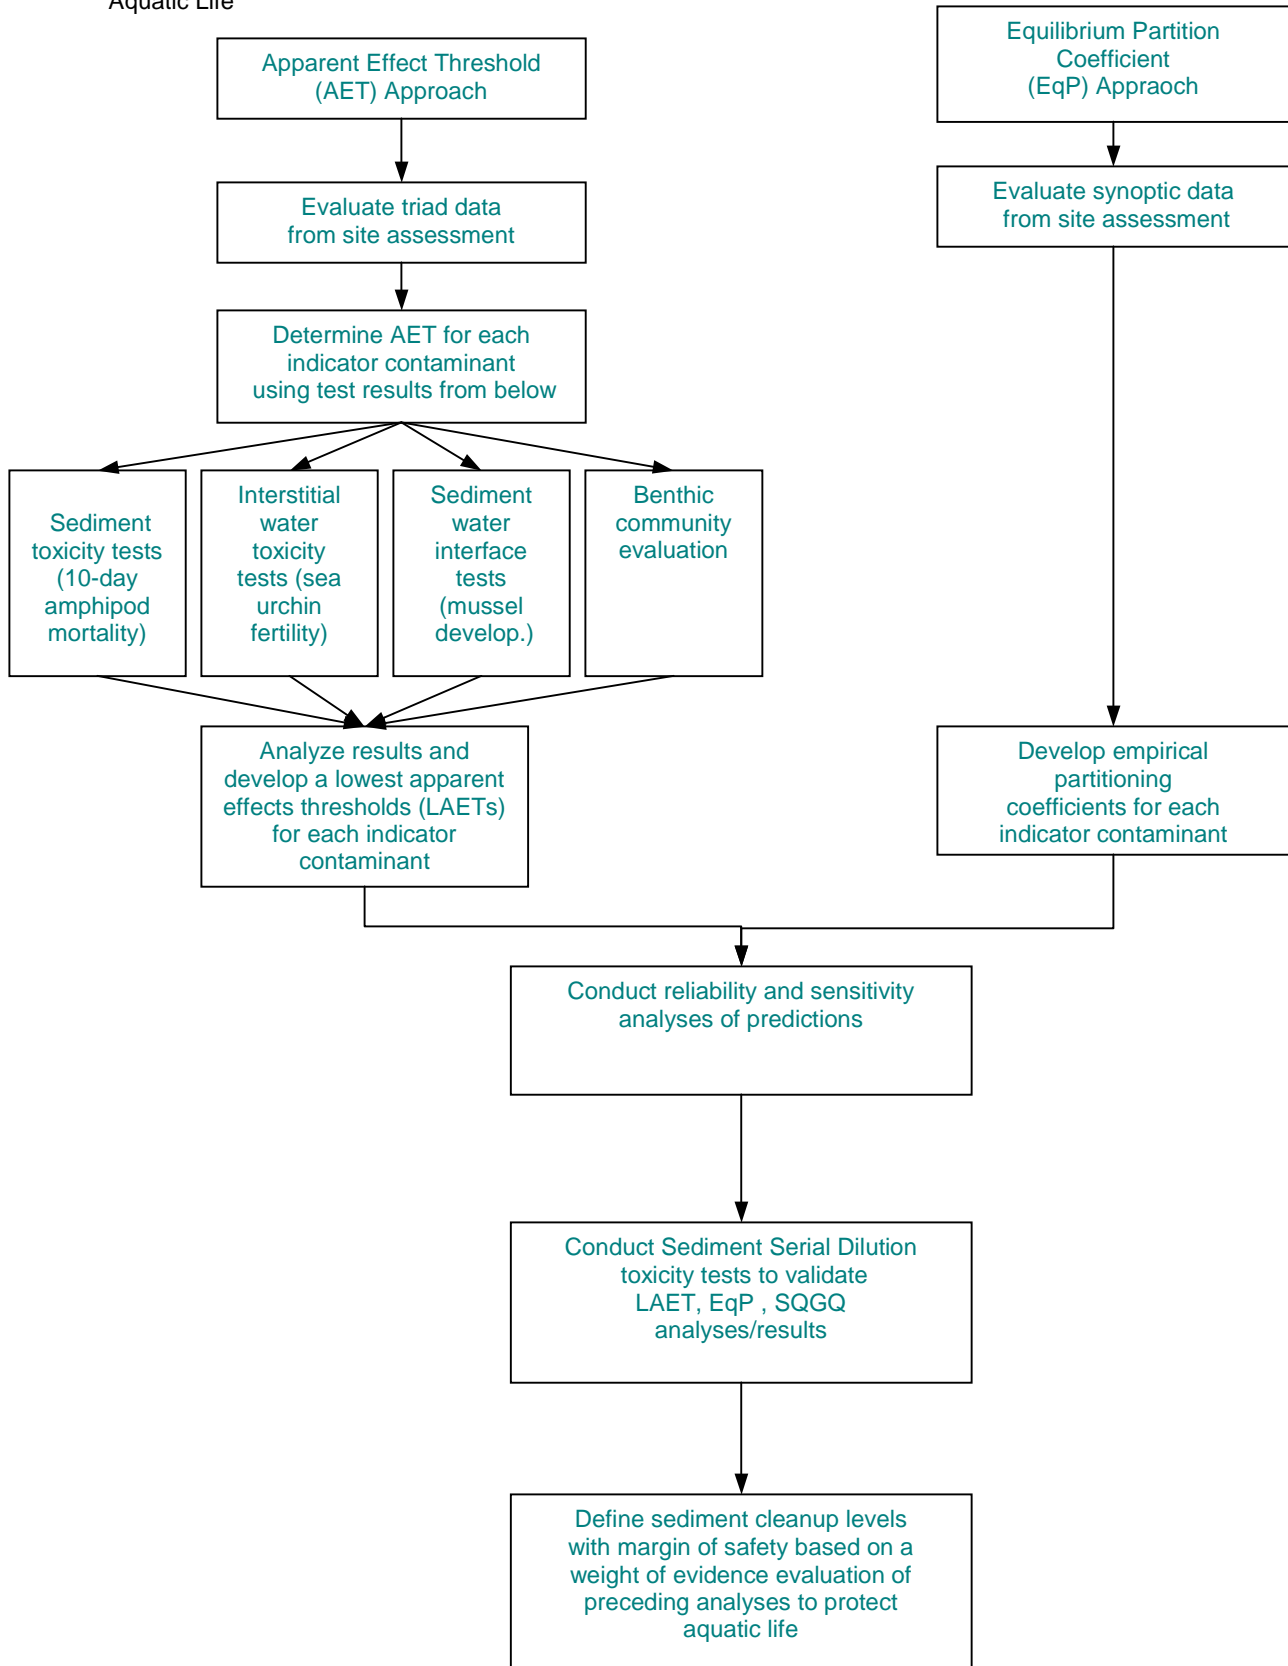 Aquatic Life
Apparent Effect Threshold
(AET) Approach
Equilibrium Partition
Coefficient
(EqP) Appraoch
Evaluate triad data
from site assessment
Evaluate synoptic data
from site assessment
Determine AET for each
indicator contaminant
using test results from below
Sediment
toxicity tests
(10-day
amphipod
mortality)
Interstitial
water
toxicity
tests (sea
urchin
fertility)
Sediment
water
interface
tests
(mussel
develop.)
Benthic
community
evaluation
Analyze results and
develop a lowest apparent
effects thresholds (LAETs)
for each indicator
contaminant
Develop empirical
partitioning
coefficients for each
indicator contaminant
Conduct reliability and sensitivity
analyses of predictions
Conduct Sediment Serial Dilution
toxicity tests to validate
LAET, EqP , SQGQ
analyses/results
Define sediment cleanup levels
with margin of safety based on a
weight of evidence evaluation of
preceding analyses to protect
aquatic life